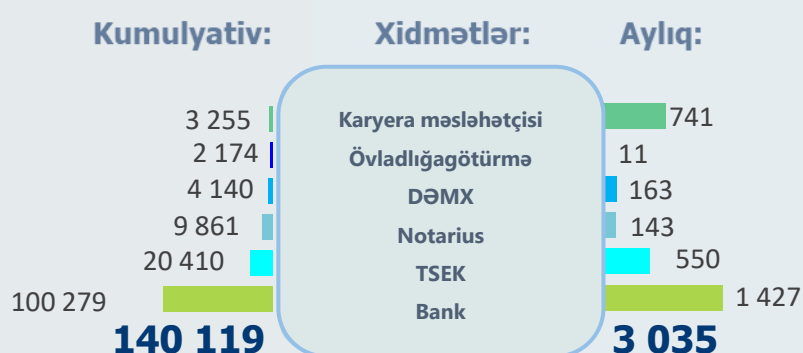 Kumulyativ: Xidmətlər: Aylıq:
3 255 Karyera məsləhətçisi 741
2 174 Övladlığagötürmə 11
4 140 DƏMX 163
9 861 Notarius 143
20 410 TSEK 550
100 279 Bank 1 427
140 119 3 035